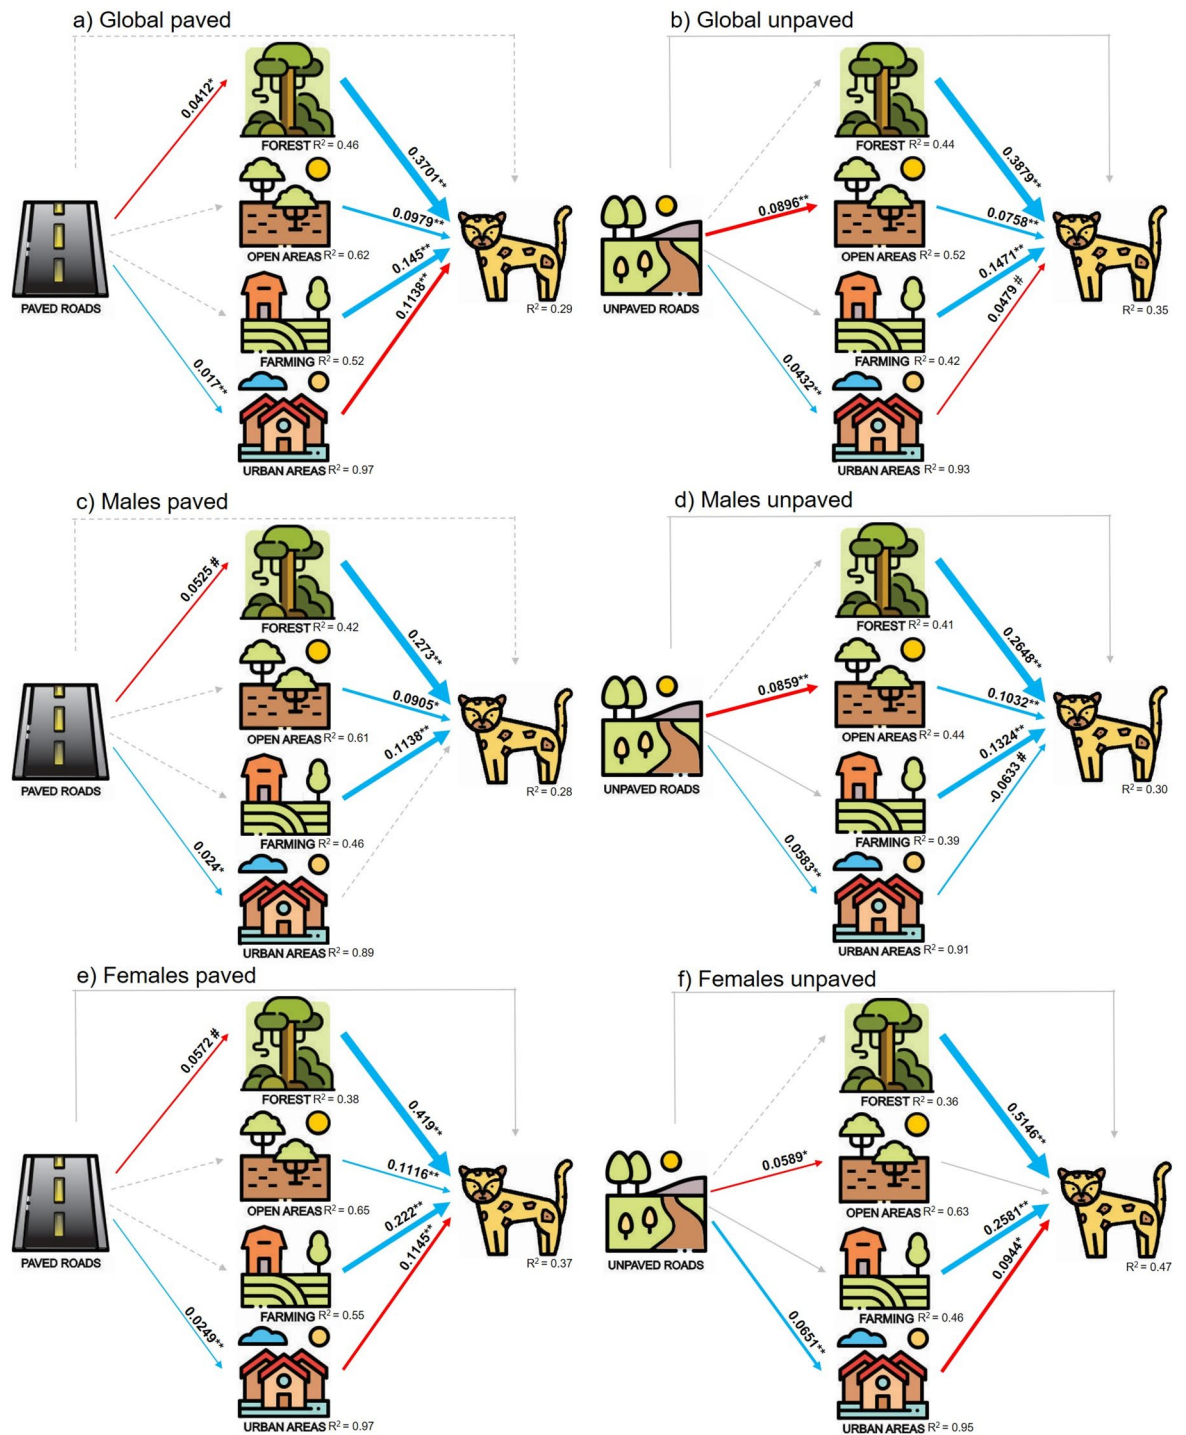 a) Global paved
0.0412*
FOREST R² = 0.46
0.3701**
0.0979**
OPEN AREAS R² = 0.62
0.145**
0.1138**
PAVED ROADS
R² = 0.29
FARMING R² = 0.52
0.017**
URBAN AREAS R² = 0.97
b) Global unpaved
FOREST R² = 0.44
0.3879**
0.0896**
0.0758**
OPEN AREAS R² = 0.52
0.1471**
0.0479 #
UNPAVED ROADS
R² = 0.35
FARMING R² = 0.42
0.0432**
URBAN AREAS R² = 0.93
c) Males paved
0.0525 #
FOREST R² = 0.42
0.273**
0.0905*
OPEN AREAS R² = 0.61
0.1138**
PAVED ROADS
R² = 0.28
FARMING R² = 0.46
0.024*
URBAN AREAS R² = 0.89
d) Males unpaved
FOREST R² = 0.41
0.2648**
0.0859**
0.1032**
OPEN AREAS R² = 0.44
0.1324**
-0.0633 #
UNPAVED ROADS
R² = 0.30
FARMING R² = 0.39
0.0583**
URBAN AREAS R² = 0.91
e) Females paved
0.0572 #
FOREST R² = 0.38
0.419**
0.1116**
OPEN AREAS R² = 0.65
0.222**
0.1145**
PAVED ROADS
R² = 0.37
FARMING R² = 0.55
0.0249**
URBAN AREAS R² = 0.97
f) Females unpaved
FOREST R² = 0.36
0.5146**
0.0589*
OPEN AREAS R² = 0.63
0.2581**
0.0944*
UNPAVED ROADS
R² = 0.47
FARMING R² = 0.46
0.0651**
URBAN AREAS R² = 0.95